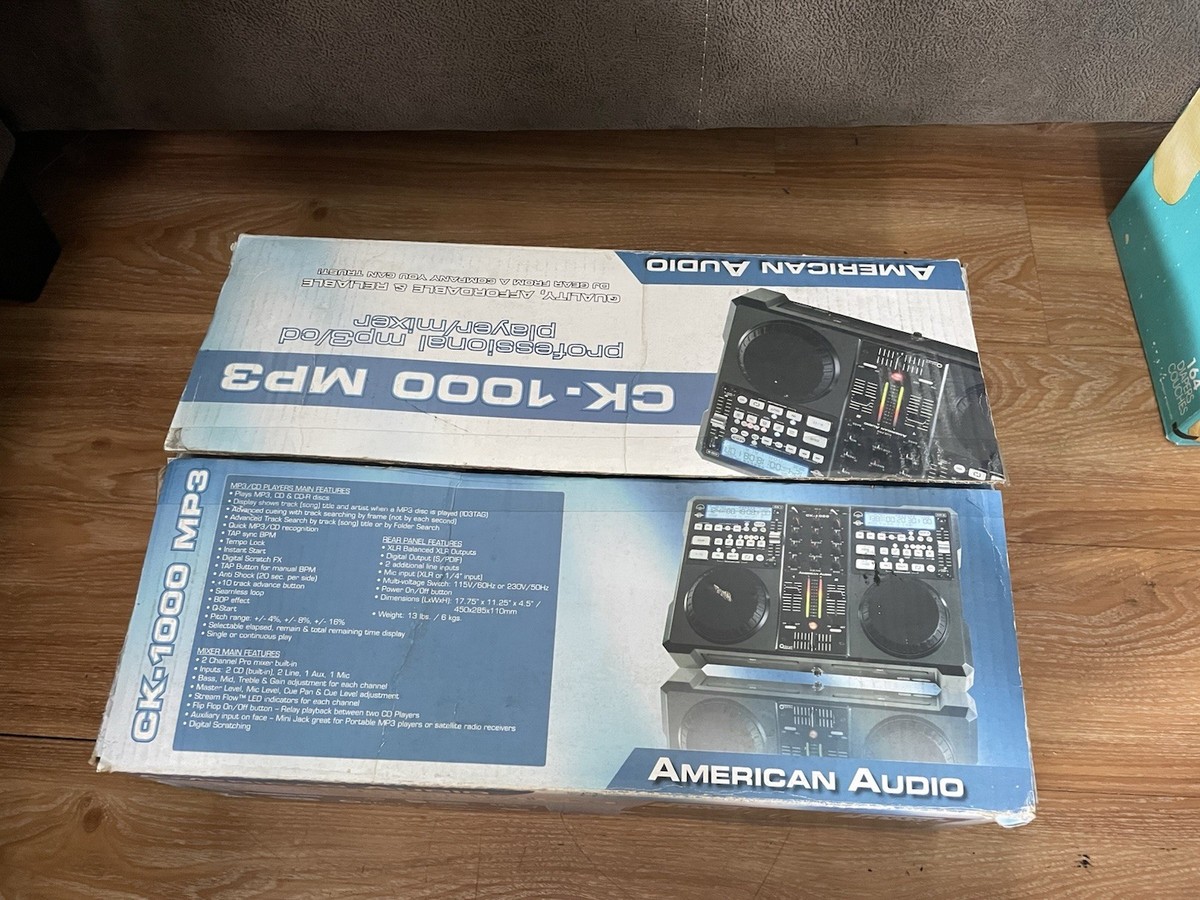 AMERICAN AUDIO
QUALITY, AFFORDABLE & RELIABLE
DJ GEAR FROM A COMPANY YOU CAN TRUST!
professional mp3/cd
player/mixer
CK-1000 MP3
CK-1000 MP3
MP3/CD PLAYERS MAIN FEATURES
• Plays MP3, CD & CD-R discs
• Display shows track (song) title and artist when a MP3 disc is played (ID3TAG)
• Advanced cueing with track searching by frame (not by each second)
• Advanced Track Search by track (song) title or by Folder Search
• Quick MP3/CD recognition
• TAP sync BPM
• Tempo Lock
• Instant Start
• Digital Scratch FX
• TAP Button for manual BPM
• Anti Shock (20 sec. per side)
• +10 track advance button
• Seamless loop
• BOP effect
• Q-Start
• Pitch range: +/- 4%, +/- 8%, +/- 16%
• Selectable elapsed, remain & total remaining time display
• Single or continuous play
REAR PANEL FEATURES
• XLR Balanced XLR Outputs
• Digital Output (S/PDIF)
• 2 additional line inputs
• Mic input (XLR or 1/4" input)
• Multi-voltage Switch: 115V/60Hz or 230V/50Hz
• Power On/Off button
• Dimensions (LxWxH): 17.75" x 11.25" x 4.5" /
450x285x110mm
• Weight: 13 lbs. / 6 kgs.
MIXER MAIN FEATURES
• 2 Channel Pro mixer built-in
• Inputs: 2 CD (built-in), 2 Line, 1 Aux, 1 Mic
• Bass, Mid, Treble & Gain adjustment for each channel
• Master Level, Mic Level, Cue Pan & Cue Level adjustment
• Stream Flow™ LED indicators for each channel
• Flip Flop On/Off button – Relay playback between two CD Players
• Auxiliary input on face – Mini Jack great for Portable MP3 players or satellite radio receivers
• Digital Scratching
AMERICAN AUDIO
DIAPERS
COUCHES